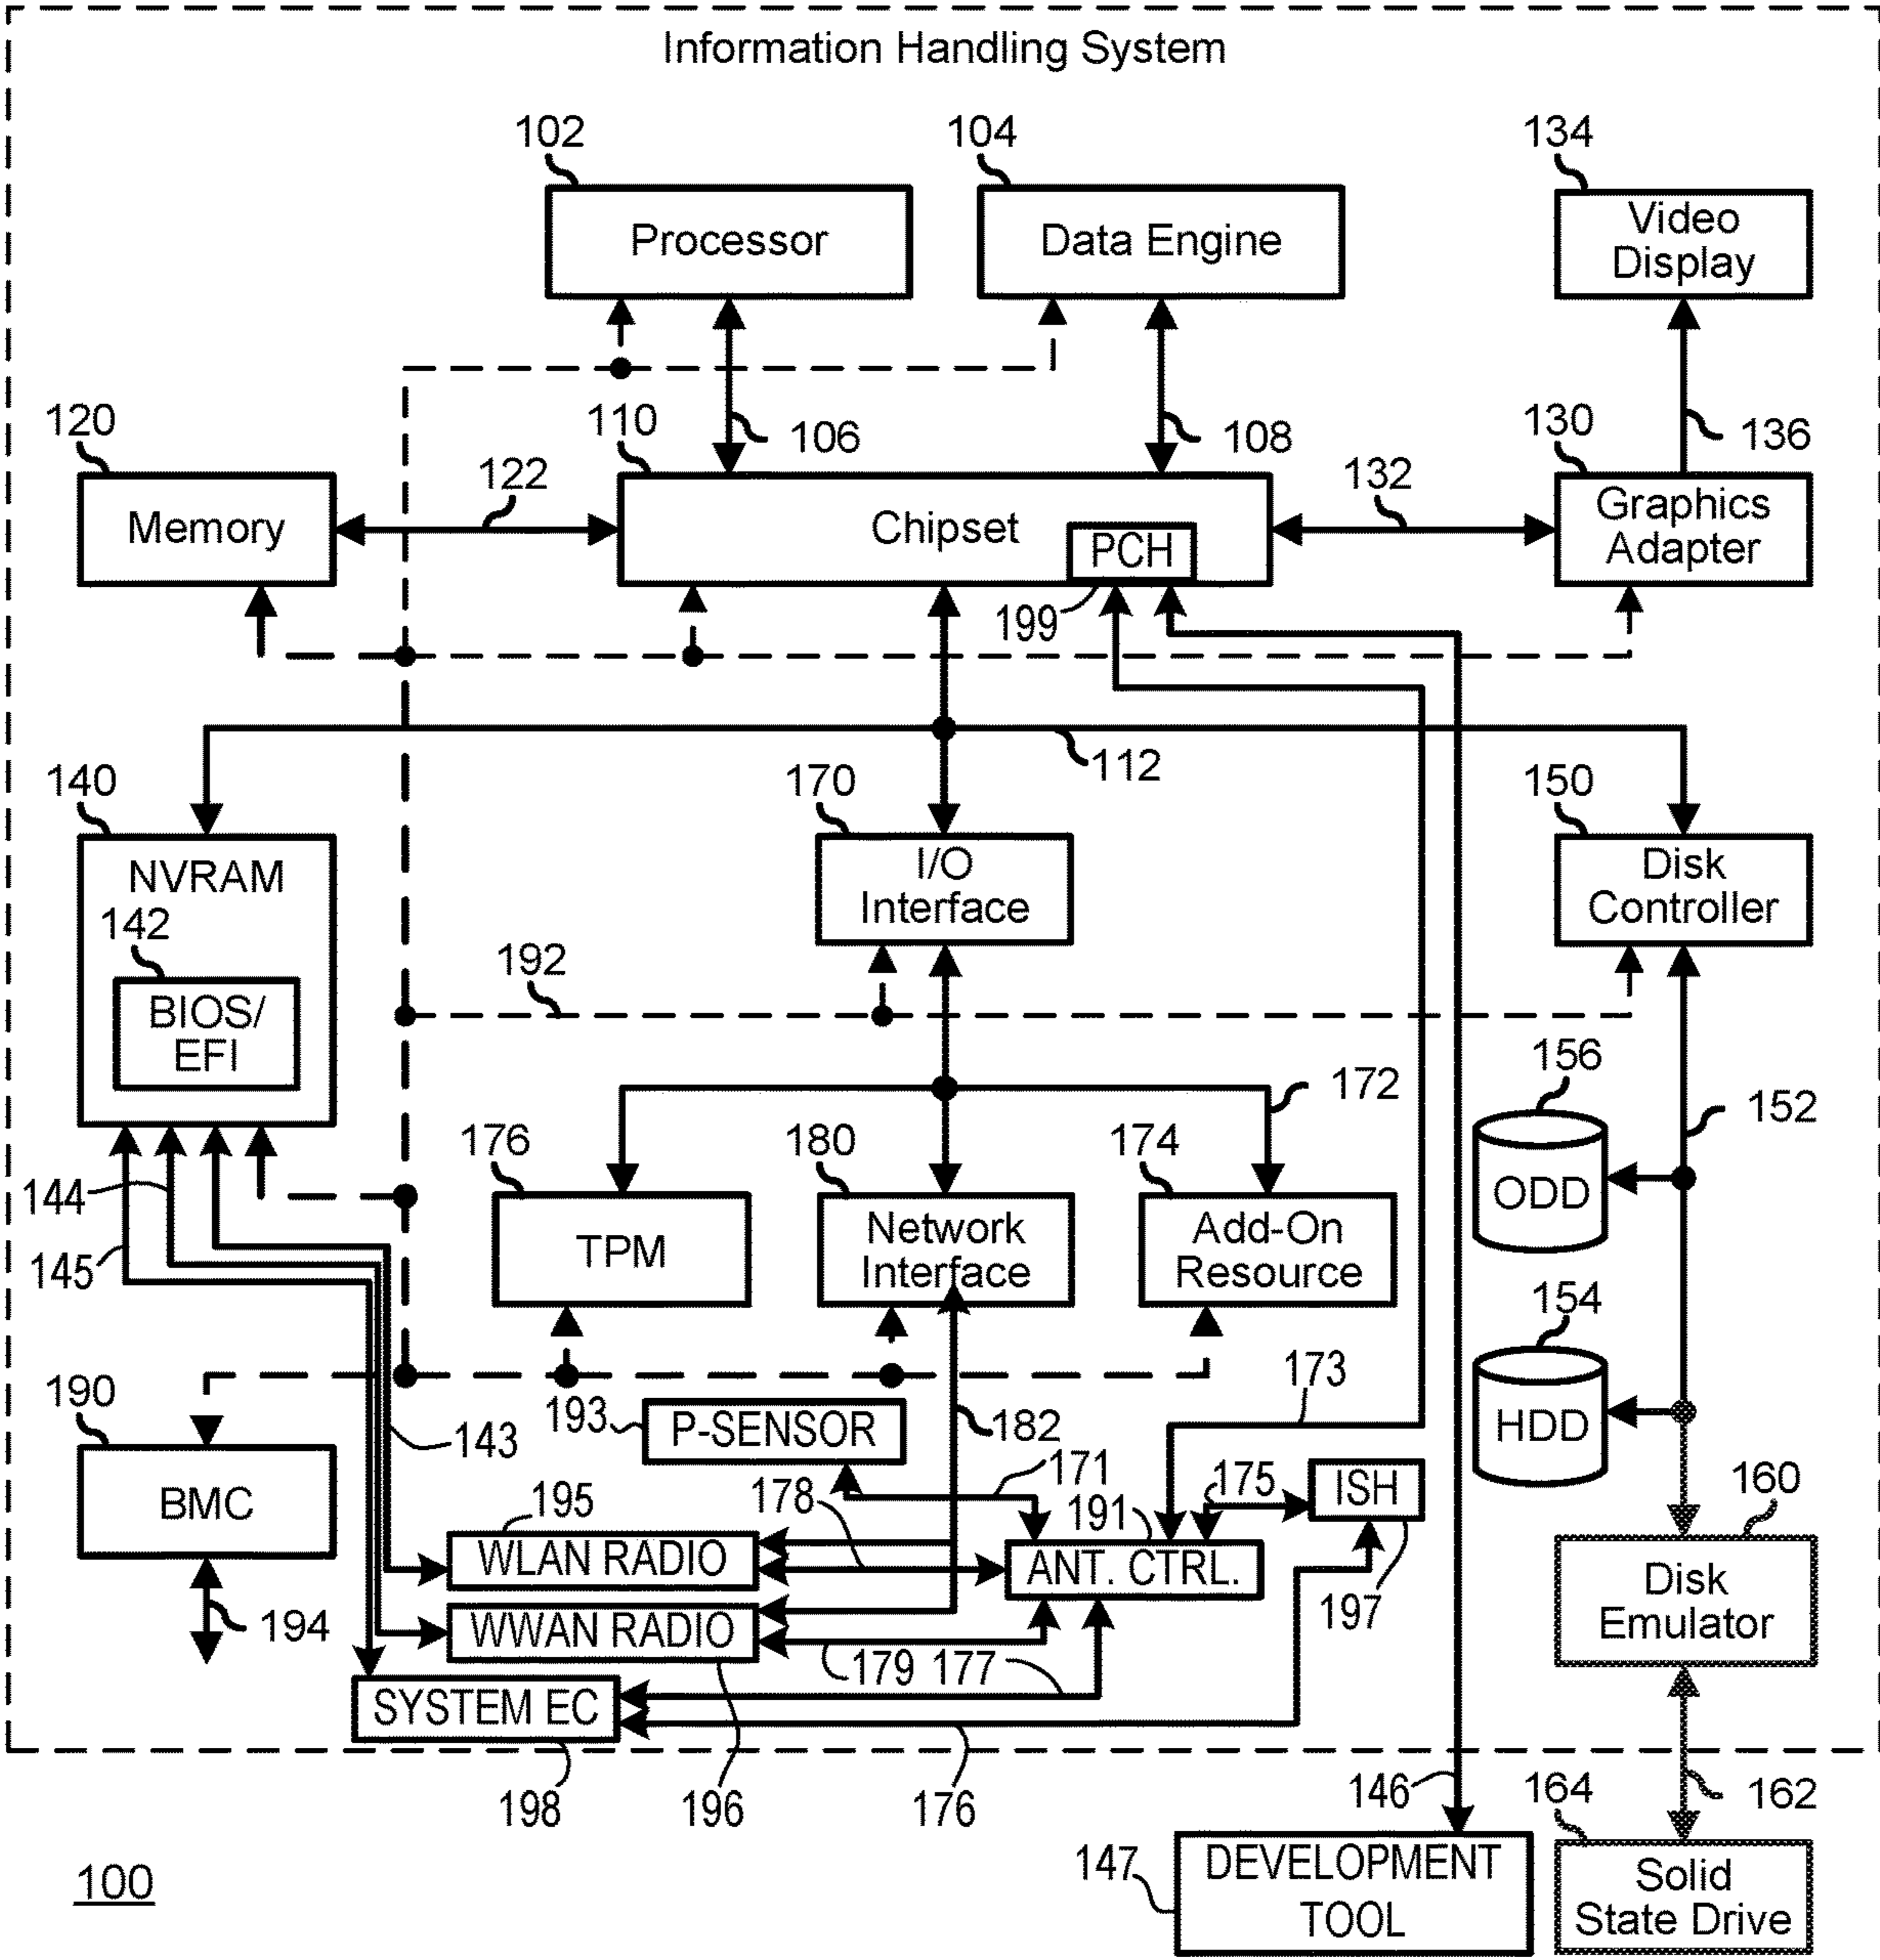 Information Handling System
102
104
134
Processor
Data Engine
Video
Display
120
110
106
108
130
136
122
132
Memory
Chipset
PCH
Graphics
Adapter
199
112
140
170
150
NVRAM
I/O
Interface
Disk
Controller
142
192
BIOS/
EFI
156
172
152
176
180
174
144
ODD
TPM
Network
Interface
Add-On
Resource
145
154
173
190
193
P-SENSOR
182
143
HDD
171
175
ISH
160
BMC
195
178
191
WLAN RADIO
ANT. CTRL.
194
197
Disk
Emulator
WWAN RADIO
179
177
SYSTEM EC
198
196
176
146
164
162
147
DEVELOPMENT
TOOL
Solid
State Drive
100